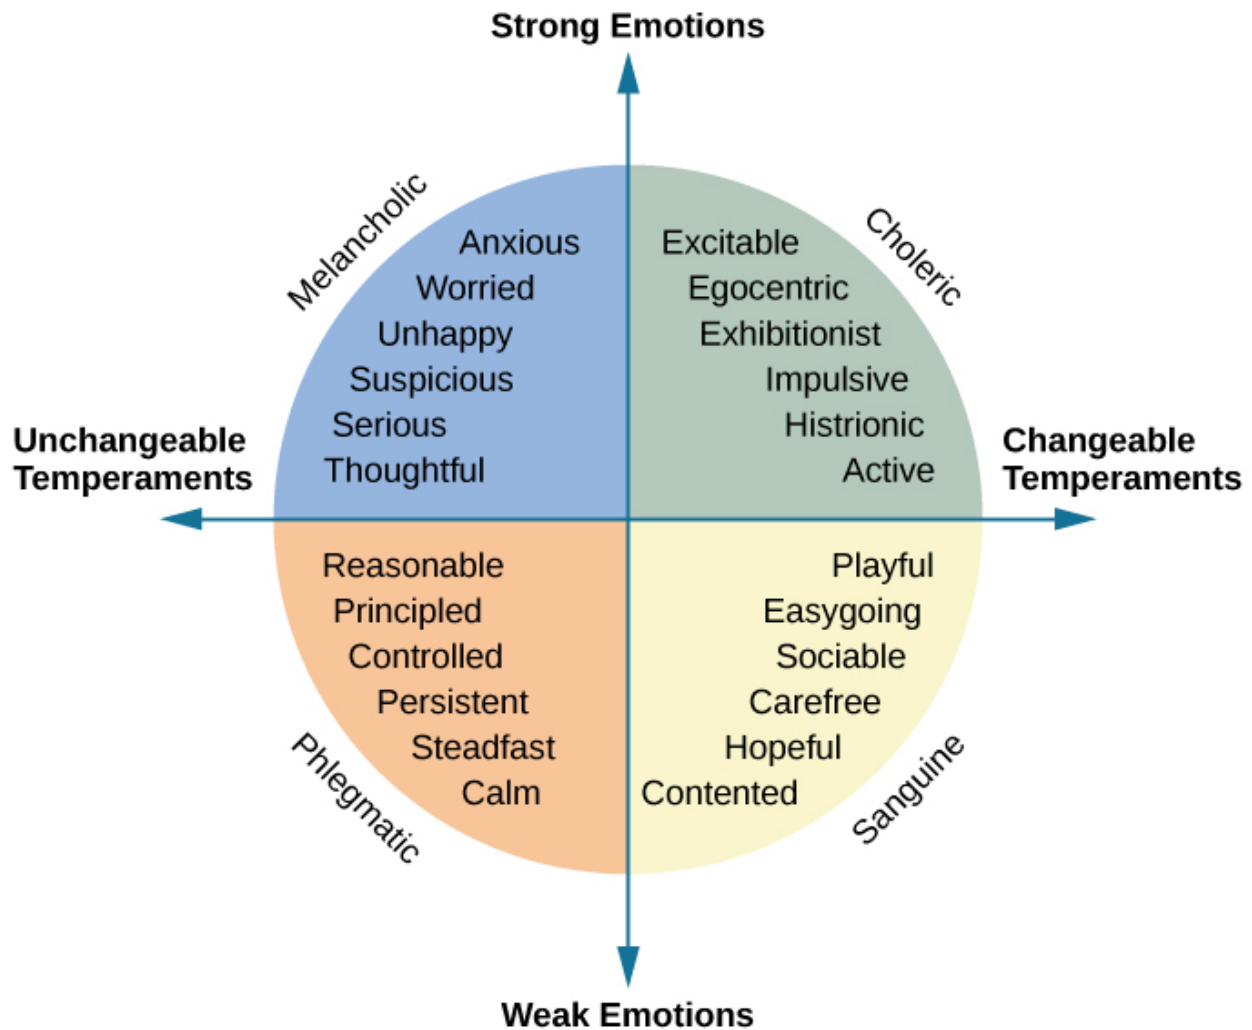 Strong Emotions
Melancholic
Choleric
Anxious
Worried
Unhappy
Suspicious
Serious
Thoughtful
Excitable
Egocentric
Exhibitionist
Impulsive
Histrionic
Active
Unchangeable
Temperaments
Changeable
Temperaments
Reasonable
Principled
Controlled
Persistent
Steadfast
Calm
Playful
Easygoing
Sociable
Carefree
Hopeful
Contented
Phlegmatic
Sanguine
Weak Emotions